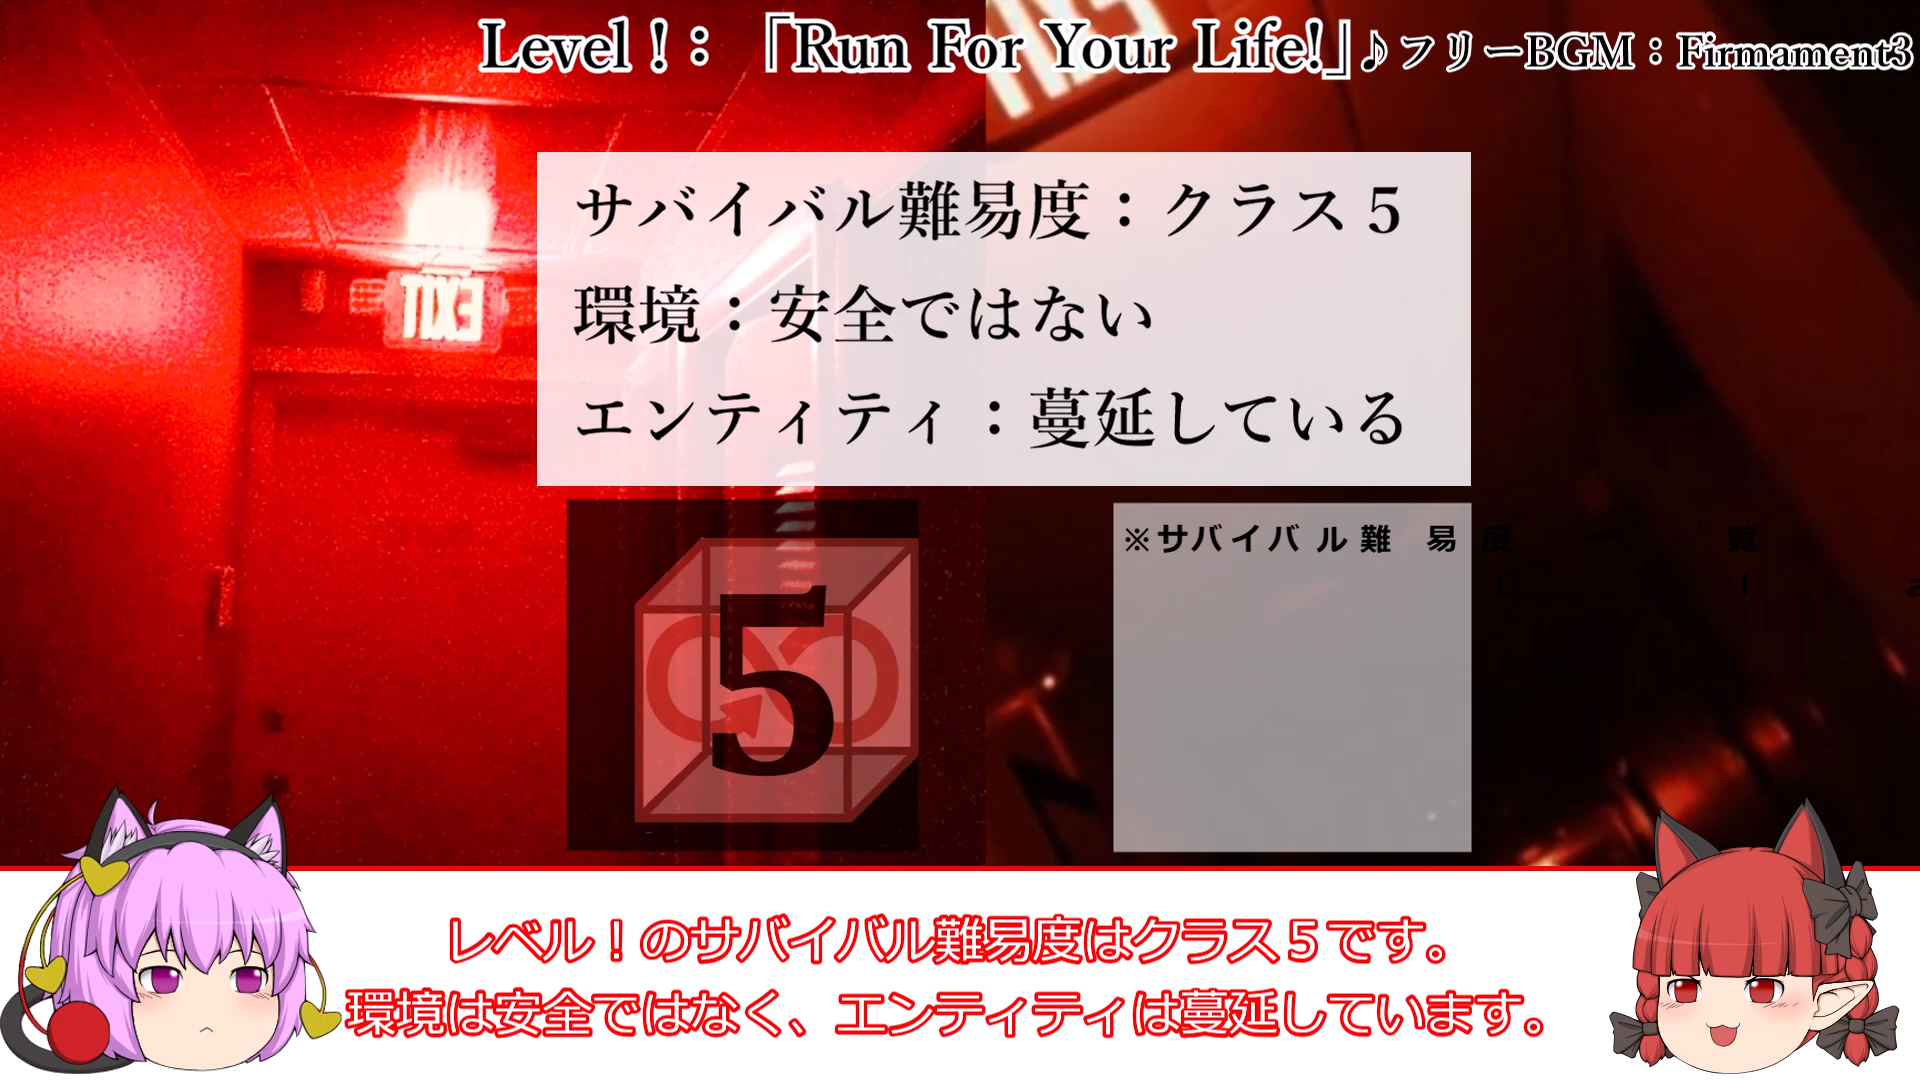 Level！：「Run For Your Life!」♪フリーBGM：Firmament3
EXIT
サバイバル難易度：クラス５
環境：安全ではない
エンティティ：蔓延している
5
※サバイバル難易度一覧
C l a
レベル！のサバイバル難易度はクラス５です。
環境は安全ではなく、エンティティは蔓延しています。